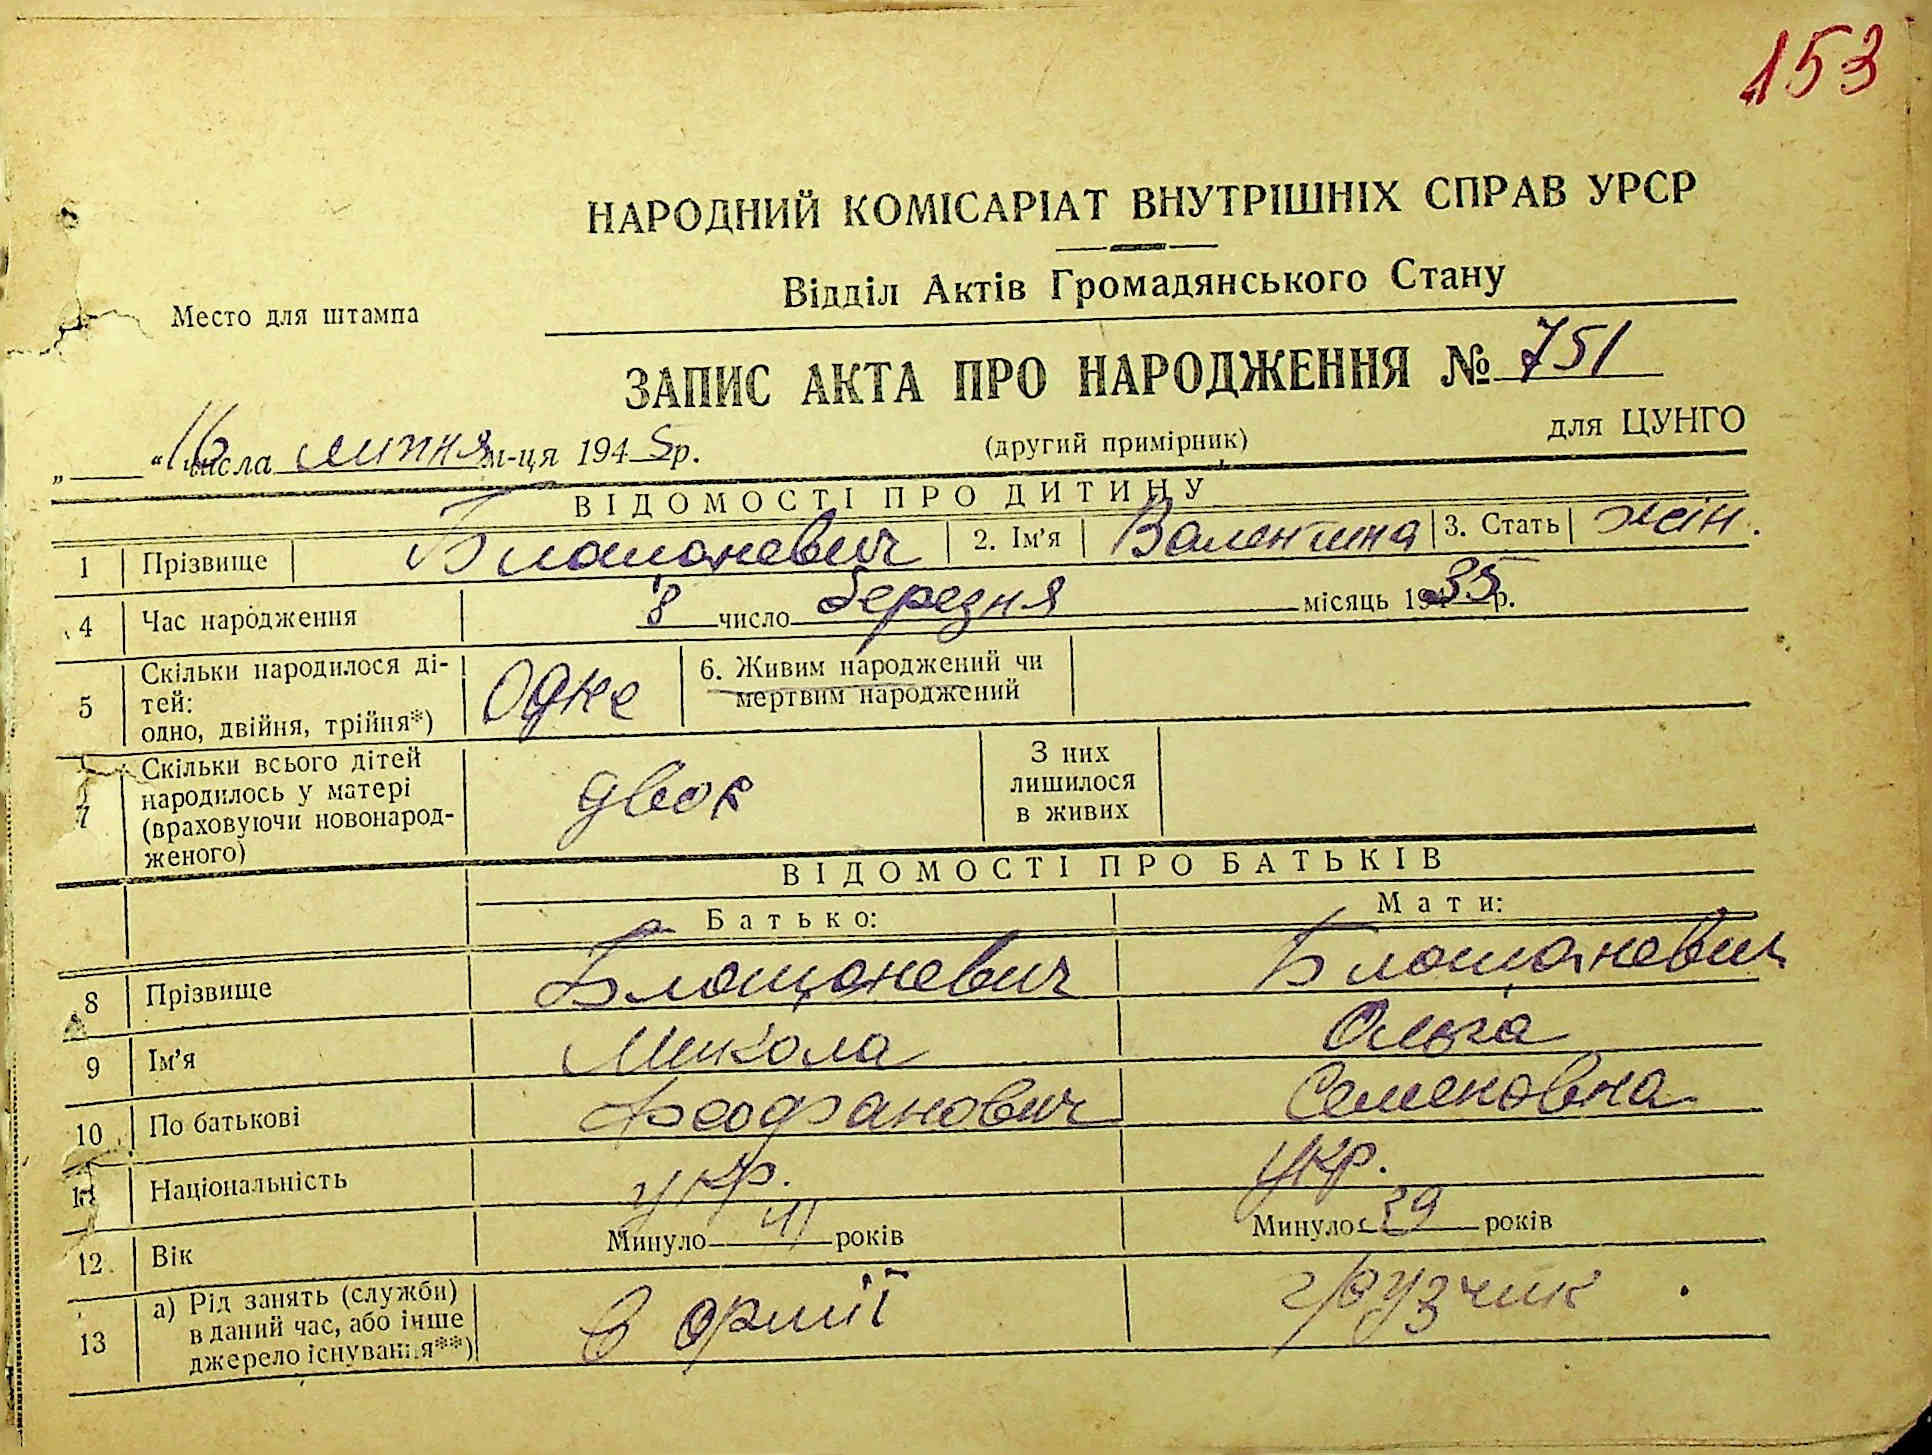 153
НАРОДНИЙ КОМІСАРІАТ ВНУТРІШНІХ СПРАВ УРСР
Відділ Актів Громадянського Стану
Место для штампа
ЗАПИС АКТА ПРО НАРОДЖЕННЯ № 751
„ “ 16 числа липня м-ця 1945 р.
(другий примірник)
для ЦУНГО
ВІДОМОСТІ ПРО ДИТИНУ
1 Прізвище Блощаневич 2. Ім'я Валентина 3. Стать жін.
4 Час народження 8 число березня місяць 1935 р.
5 Скільки народилося ді-
тей:
одно, двійня, трійня*)
Одне
6. Живим народжений чи
мертвим народжений
7 Скільки всього дітей
народилось у матері
(враховуючи новонарод-
женого)
двоє
З них
лишилося
в живих
ВІДОМОСТІ ПРО БАТЬКІВ
Батько: Мати:
8 Прізвище Блощаневич Блощаневич
9 Ім'я Микола Ольга
10 По батькові Феофанович Семеновна
11 Національність укр. укр.
12 Вік Минуло 41 років Минуло 39 років
13 а) Рід занять (служби)
в даний час, або інше
джерело існування**)
в армії грузчик